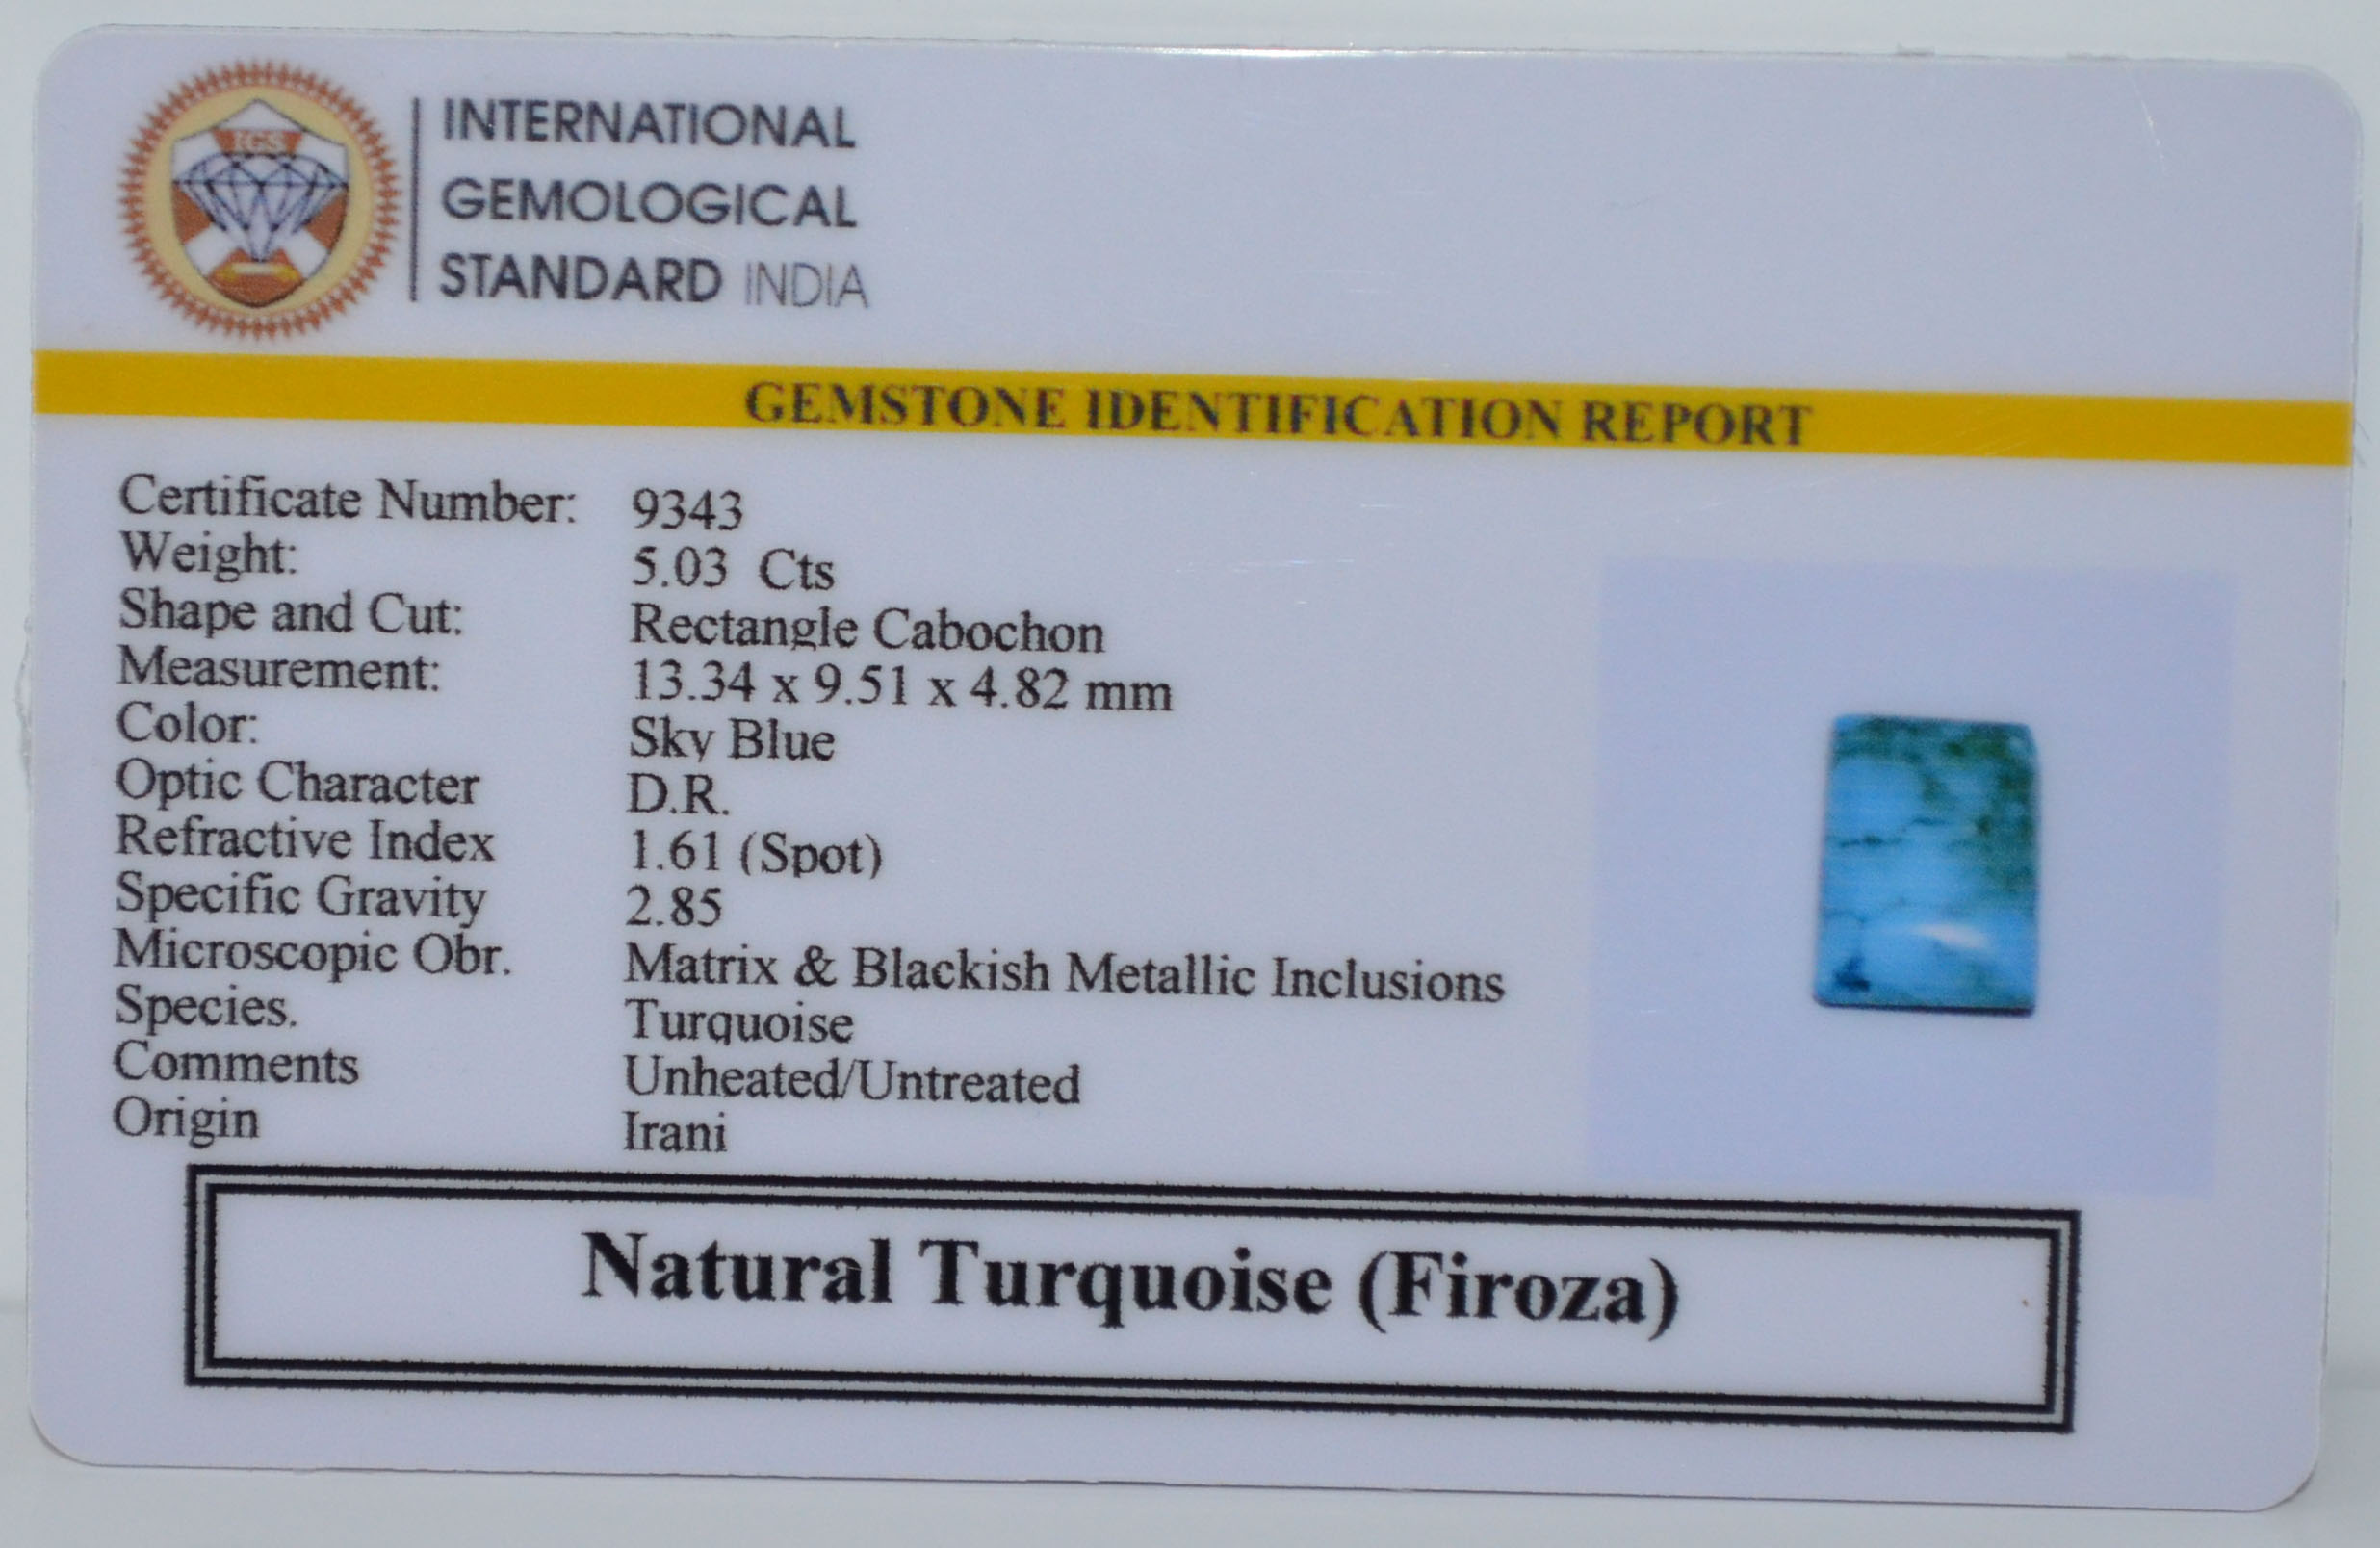 IGS
INTERNATIONAL
GEMOLOGICAL
STANDARD INDIA
GEMSTONE IDENTIFICATION REPORT
Certificate Number: 9343
Weight: 5.03 Cts
Shape and Cut: Rectangle Cabochon
Measurement: 13.34 x 9.51 x 4.82 mm
Color: Sky Blue
Optic Character D.R.
Refractive Index 1.61 (Spot)
Specific Gravity 2.85
Microscopic Obr. Matrix & Blackish Metallic Inclusions
Species. Turquoise
Comments Unheated/Untreated
Origin Irani
Natural Turquoise (Firoza)